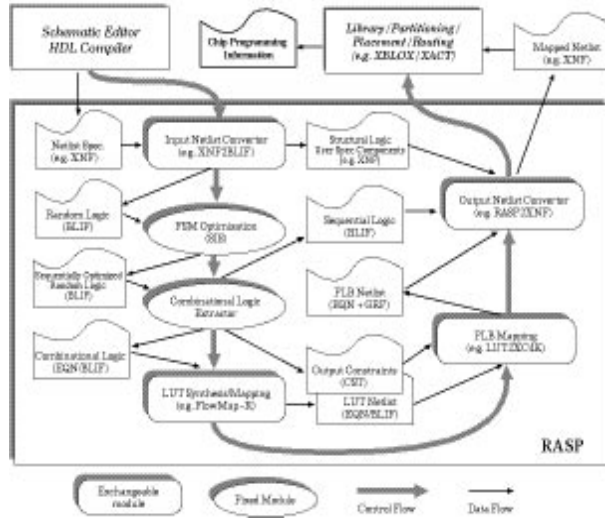 Schematic Editor
HDL Compiler
Chip Programming
Information
Library/Partitioning/
Placement/Routing
(e.g. XBLOX/XACT)
Mapped Netlist
(e.g. XNF)
Netlist Spec.
(e.g. XNF)
Input Netlist Converter
(e.g. XNF2BLIF)
Structural Logic
User Spec Components
(e.g. XNF)
Random Logic
(BLIF)
FSM Optimization
(SIS)
Sequential Logic
(BLIF)
Output Netlist Converter
(e.g. RASP2XNF)
Sequentially Optimized
Random Logic
(BLIF)
Combinational Logic
Extractor
PLB Netlist
(EQN + GRF)
PLB Mapping
(e.g. LUT2XC4K)
Combinational Logic
(EQN/BLIF)
LUT Synthesis/Mapping
(e.g. FlowMap-R)
Output Constraints
(CST)
LUT Netlist
(EQN/BLIF)
RASP
Exchangeable
module
Fixed Module
Control Flow
Data Flow